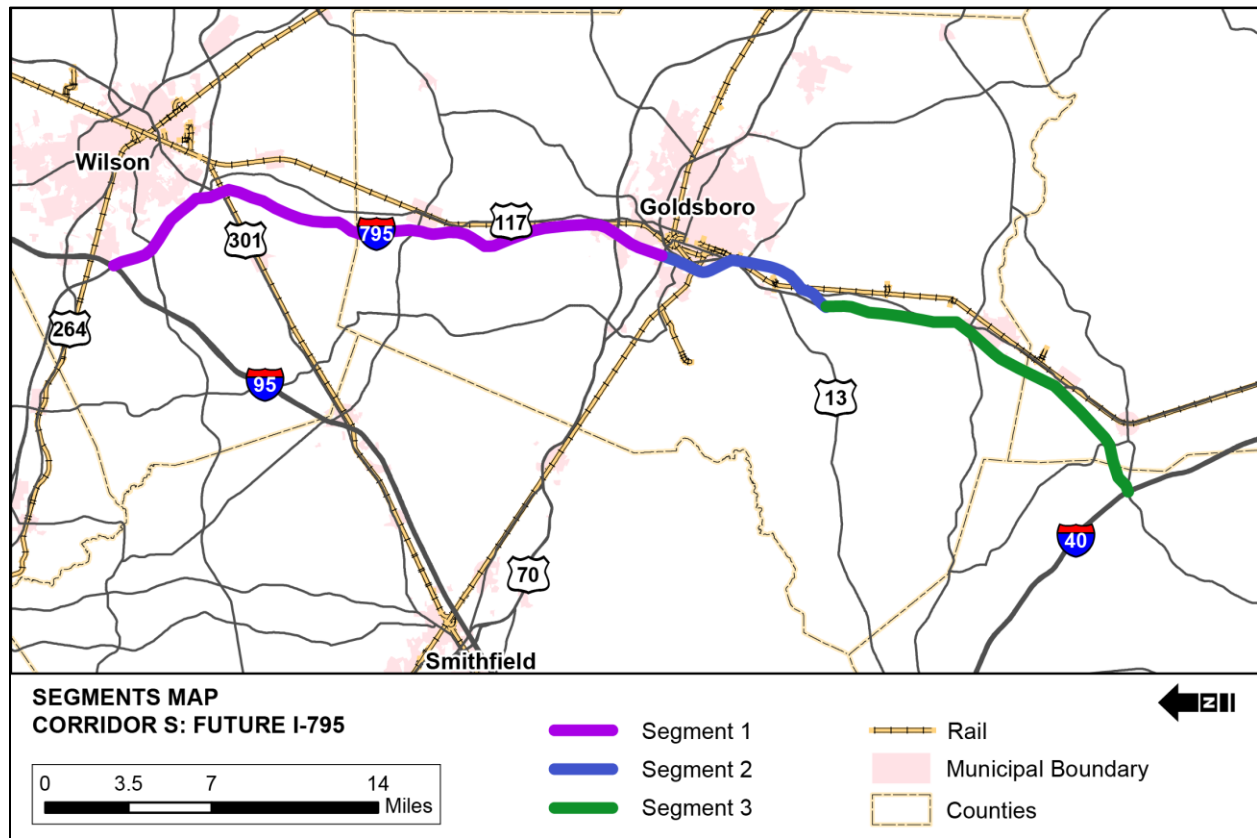 Wilson
Goldsboro
117
301
795
264
95
13
40
70
Smithfield
SEGMENTS MAP
CORRIDOR S: FUTURE I-795
0 3.5 7 14
Miles
Segment 1
Segment 2
Segment 3
Rail
Municipal Boundary
Counties
N